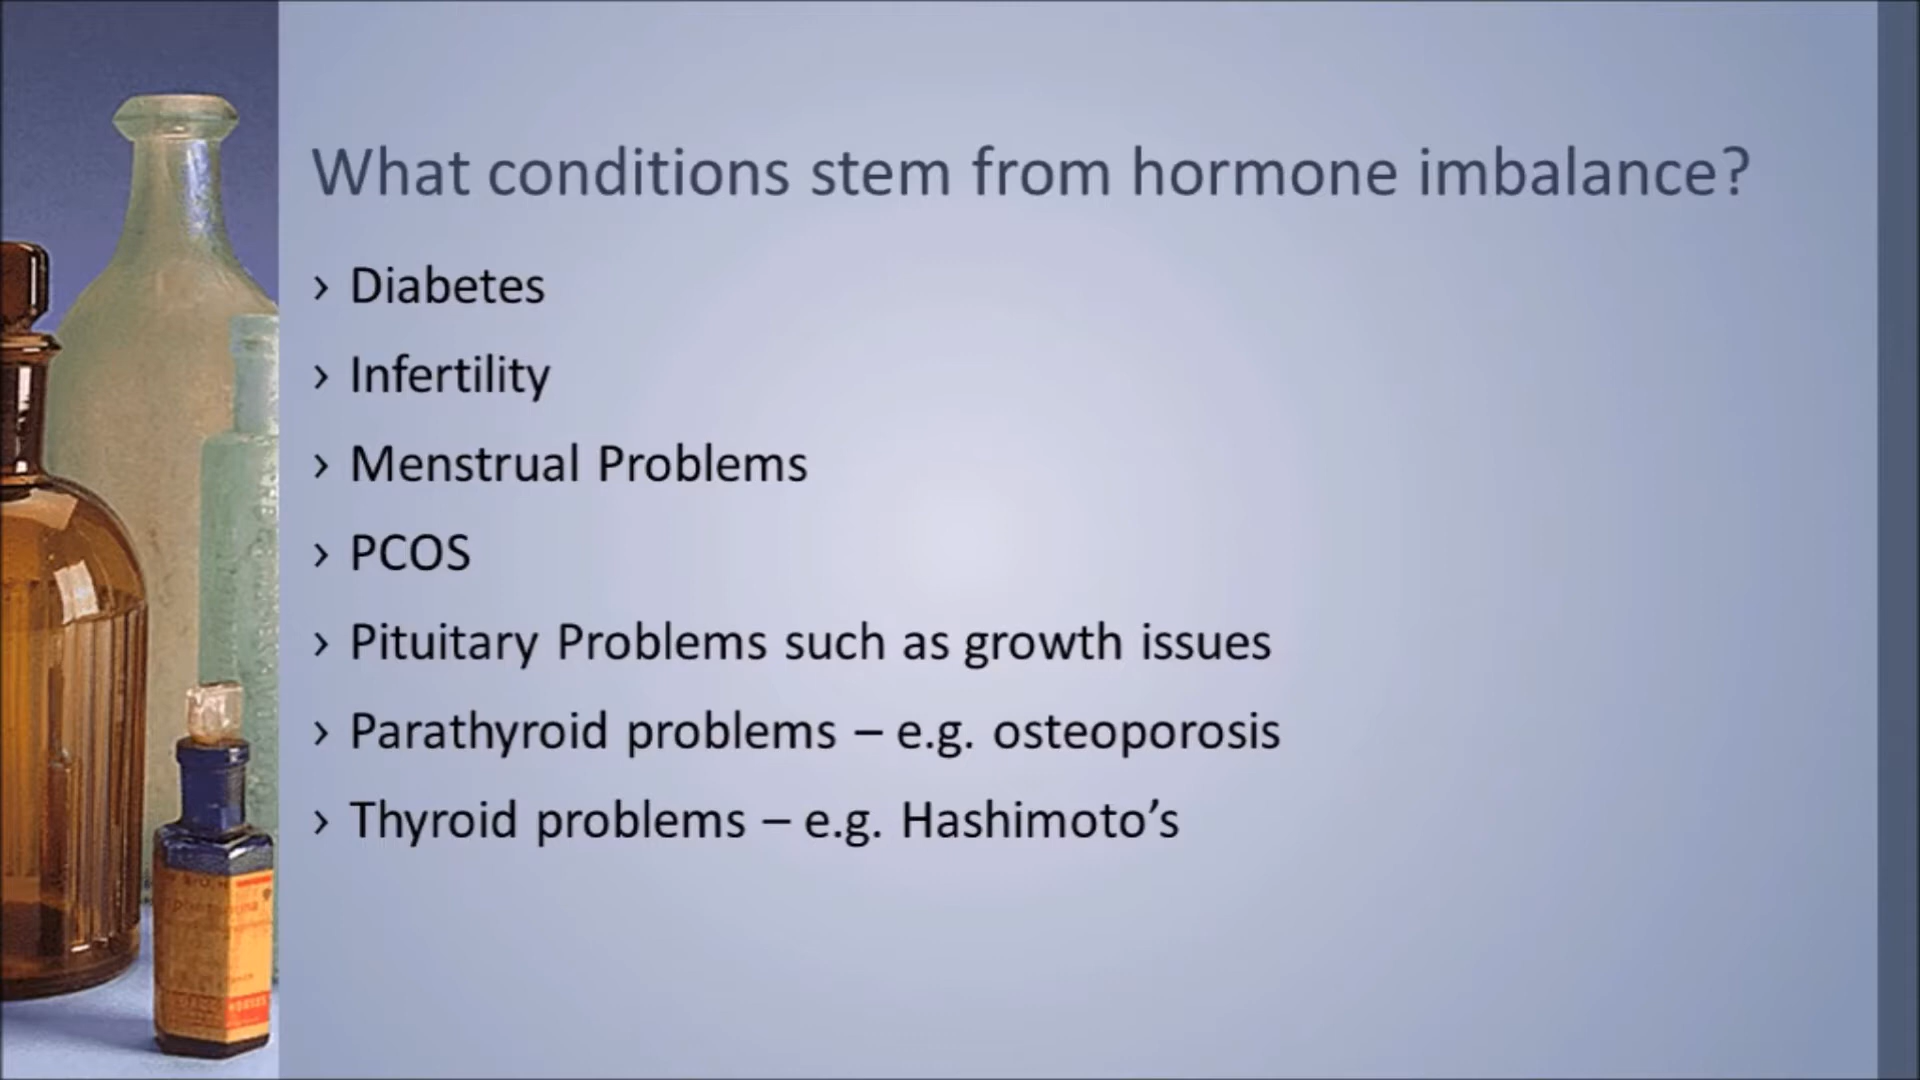 What conditions stem from hormone imbalance?
› Diabetes
› Infertility
› Menstrual Problems
› PCOS
› Pituitary Problems such as growth issues
› Parathyroid problems – e.g. osteoporosis
› Thyroid problems – e.g. Hashimoto’s